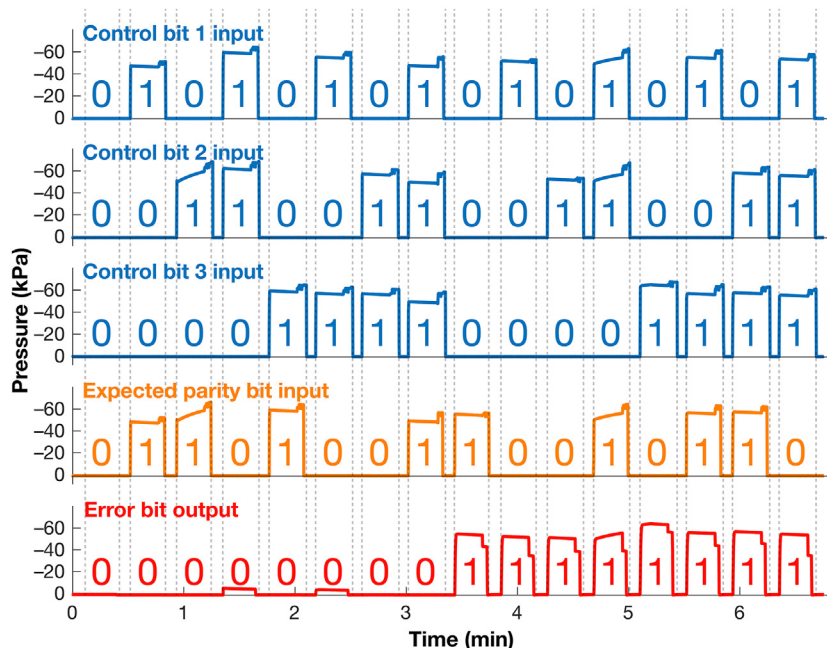 Control bit 1 input
−60
−40
−20
0
0 1 0 1 0 1 0 1 0 1 0 1 0 1 0 1
Control bit 2 input
−60
−40
−20
0
0 0 1 1 0 0 1 1 0 0 1 1 0 0 1 1
Pressure (kPa)
Control bit 3 input
−60
−40
−20
0
0 0 0 0 1 1 1 1 0 0 0 0 1 1 1 1
Expected parity bit input
−60
−40
−20
0
0 1 1 0 1 0 0 1 1 0 0 1 0 1 1 0
Error bit output
−60
−40
−20
0
0 0 0 0 0 0 0 0 1 1 1 1 1 1 1 1
0 1 2 3 4 5 6
Time (min)